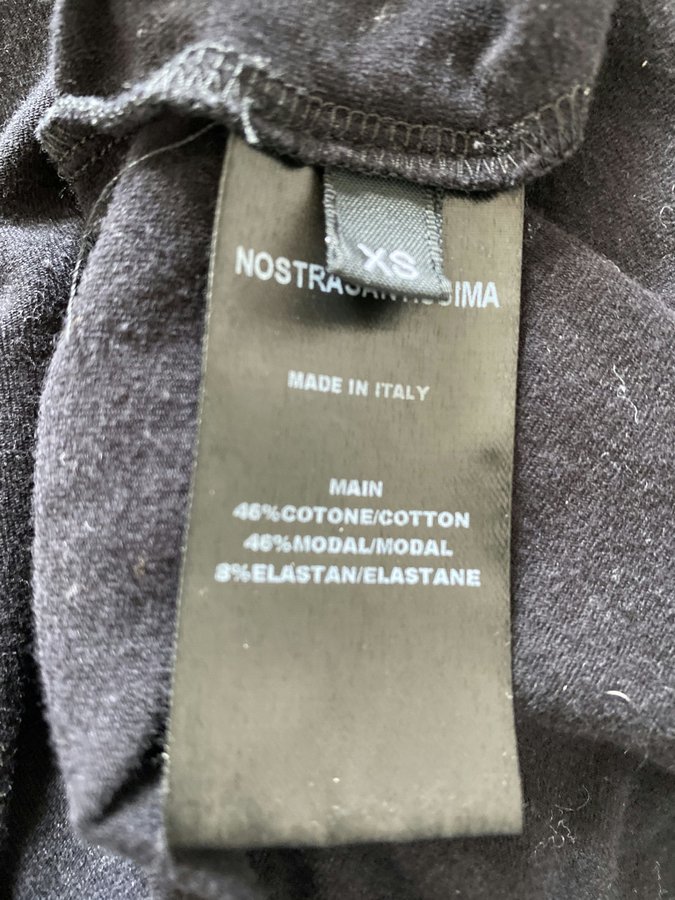 XS
NOSTRASANTISSIMA
MADE IN ITALY
MAIN
46%COTONE/COTTON
46%MODAL/MODAL
8%ELASTAN/ELASTANE